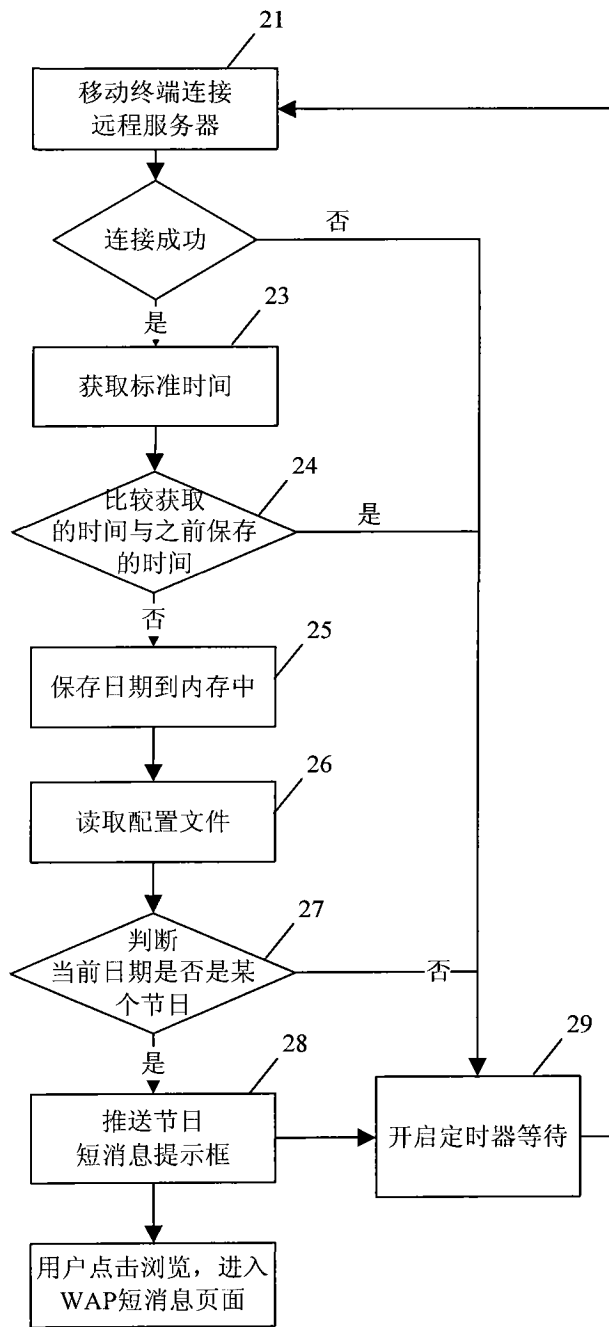 21
移动终端连接
远程服务器
连接成功
否
是
23
获取标准时间
24
比较获取
的时间与之前保存
的时间
是
否
25
保存日期到内存中
26
读取配置文件
27
判断
当前日期是否是某
个节日
否
是
28
推送节日
短消息提示框
29
开启定时器等待
用户点击浏览，进入
WAP短消息页面